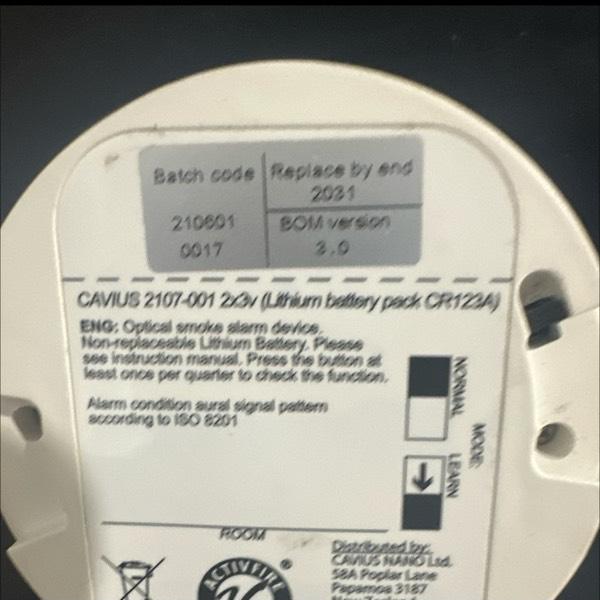 Batch code
210601
0017
Replace by end
2031
BOM version
3.0
CAVIUS 2107-001 2x3v (Lithium battery pack CR123A)
ENG: Optical smoke alarm device.
Non-replaceable Lithium Battery. Please
see instruction manual. Press the button at
least once per quarter to check the function.
Alarm condition aural signal pattern
according to ISO 8201
NORMAL
MODE:
LEARN
ROOM
ACTIVFIRE
®
Distributed by:
CAVIUS NANO Ltd.
58A Poplar Lane
Papamoa 3187
New Zealand